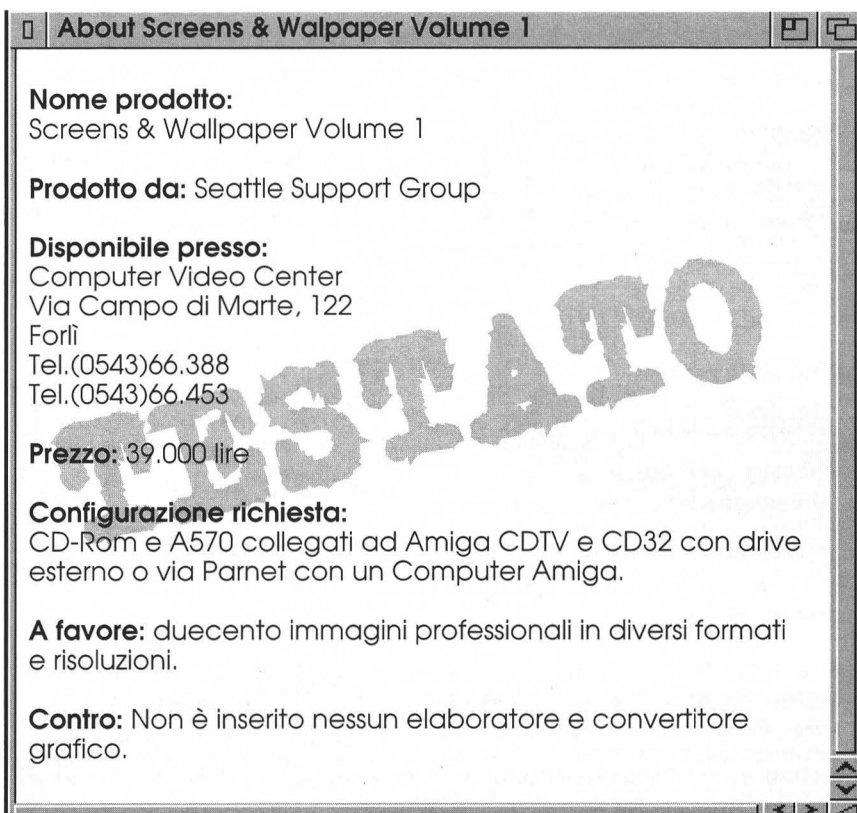 About Screens & Walpaper Volume 1
Nome prodotto:
Screens & Wallpaper Volume 1
Prodotto da: Seattle Support Group
Disponibile presso:
Computer Video Center
Via Campo di Marte, 122
Forlì
Tel.(0543)66.388
Tel.(0543)66.453
TESTATO
Prezzo: 39.000 lire
Configurazione richiesta:
CD-Rom e A570 collegati ad Amiga CDTV e CD32 con drive
esterno o via Parnet con un Computer Amiga.
A favore: duecento immagini professionali in diversi formati
e risoluzioni.
Contro: Non è inserito nessun elaboratore e convertitore
grafico.